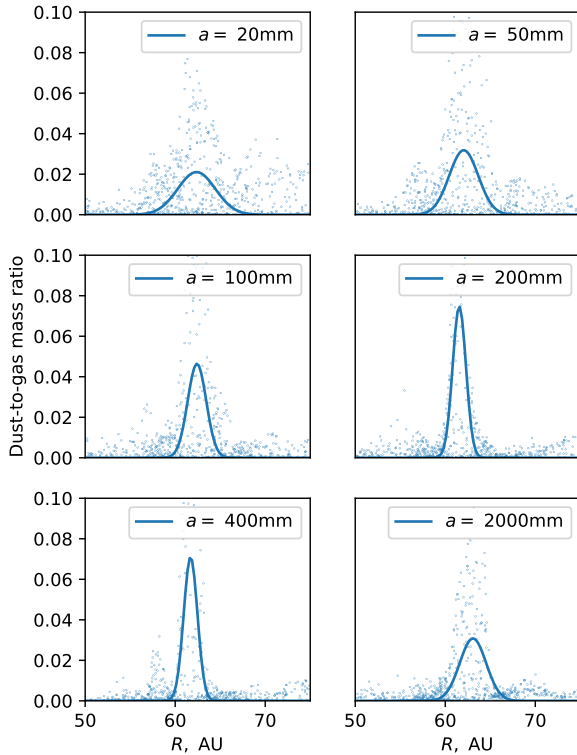 0.10
0.08
0.06
0.04
0.02
0.00
a = 20mm
a = 50mm
Dust-to-gas mass ratio
0.10
0.08
0.06
0.04
0.02
0.00
a = 100mm
a = 200mm
0.10
0.08
0.06
0.04
0.02
0.00
a = 400mm
a = 2000mm
50 60 70
50 60 70
R, AU
R, AU